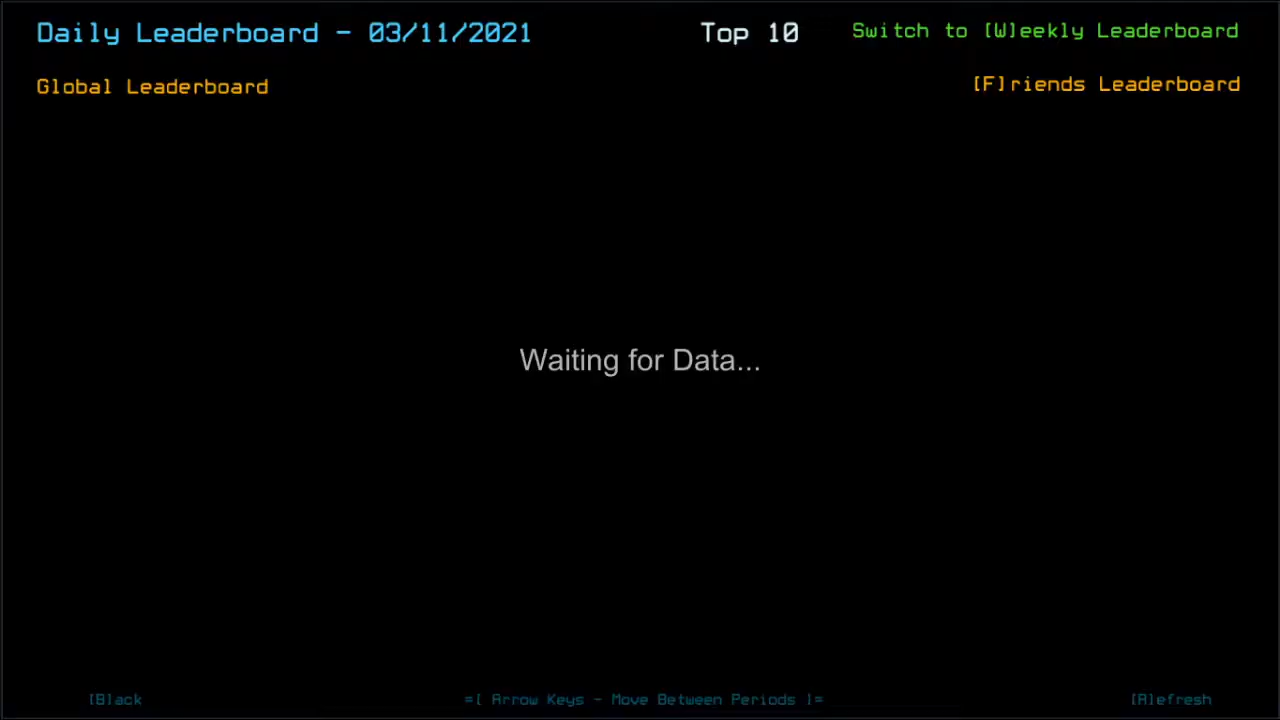 Daily Leaderboard - 03/11/2021
Top 10
Switch to [W]eekly Leaderboard
Global Leaderboard
[F]riends Leaderboard
Waiting for Data...
[B]ack
=[ Arrow Keys - Move Between Periods ]=
[R]efresh